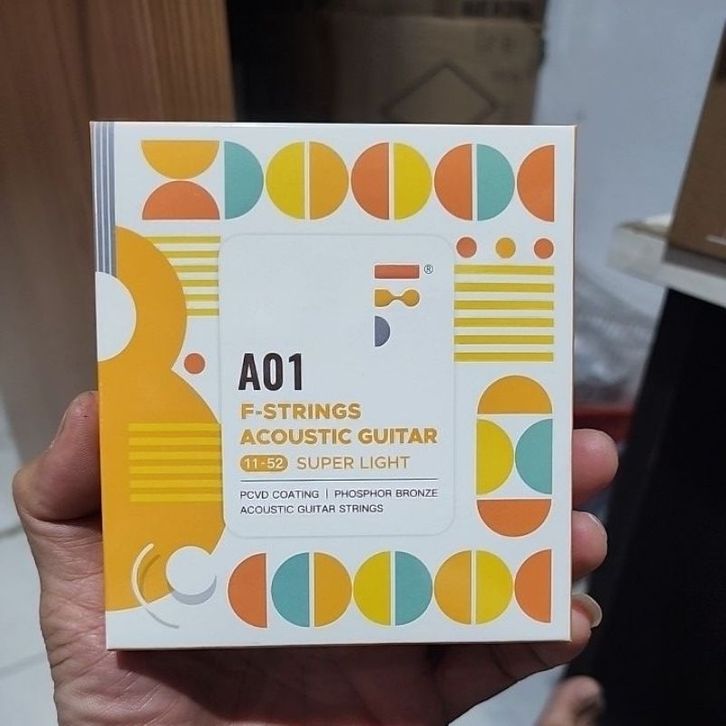 ®
A01
F-STRINGS
ACOUSTIC GUITAR
11-52 SUPER LIGHT
PCVD COATING | PHOSPHOR BRONZE
ACOUSTIC GUITAR STRINGS